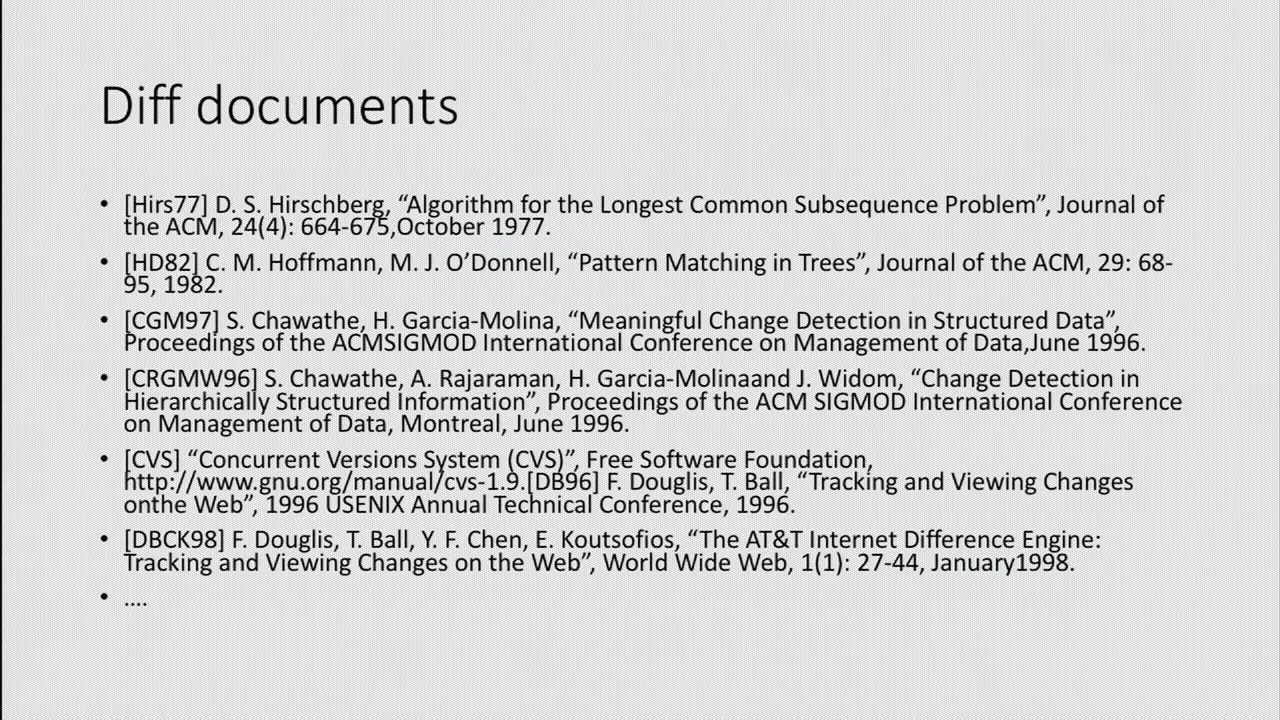 Diff documents
• [Hirs77] D. S. Hirschberg, “Algorithm for the Longest Common Subsequence Problem”, Journal of
the ACM, 24(4): 664-675,October 1977.
• [HD82] C. M. Hoffmann, M. J. O’Donnell, “Pattern Matching in Trees”, Journal of the ACM, 29: 68-
95, 1982.
• [CGM97] S. Chawathe, H. Garcia-Molina, “Meaningful Change Detection in Structured Data”,
Proceedings of the ACMSIGMOD International Conference on Management of Data,June 1996.
• [CRGMW96] S. Chawathe, A. Rajaraman, H. Garcia-Molinaand J. Widom, “Change Detection in
Hierarchically Structured Information”, Proceedings of the ACM SIGMOD International Conference
on Management of Data, Montreal, June 1996.
• [CVS] “Concurrent Versions System (CVS)”, Free Software Foundation,
http://www.gnu.org/manual/cvs-1.9.[DB96] F. Douglis, T. Ball, “Tracking and Viewing Changes
onthe Web”, 1996 USENIX Annual Technical Conference, 1996.
• [DBCK98] F. Douglis, T. Ball, Y. F. Chen, E. Koutsofios, “The AT&T Internet Difference Engine:
Tracking and Viewing Changes on the Web”, World Wide Web, 1(1): 27-44, January1998.
• ....